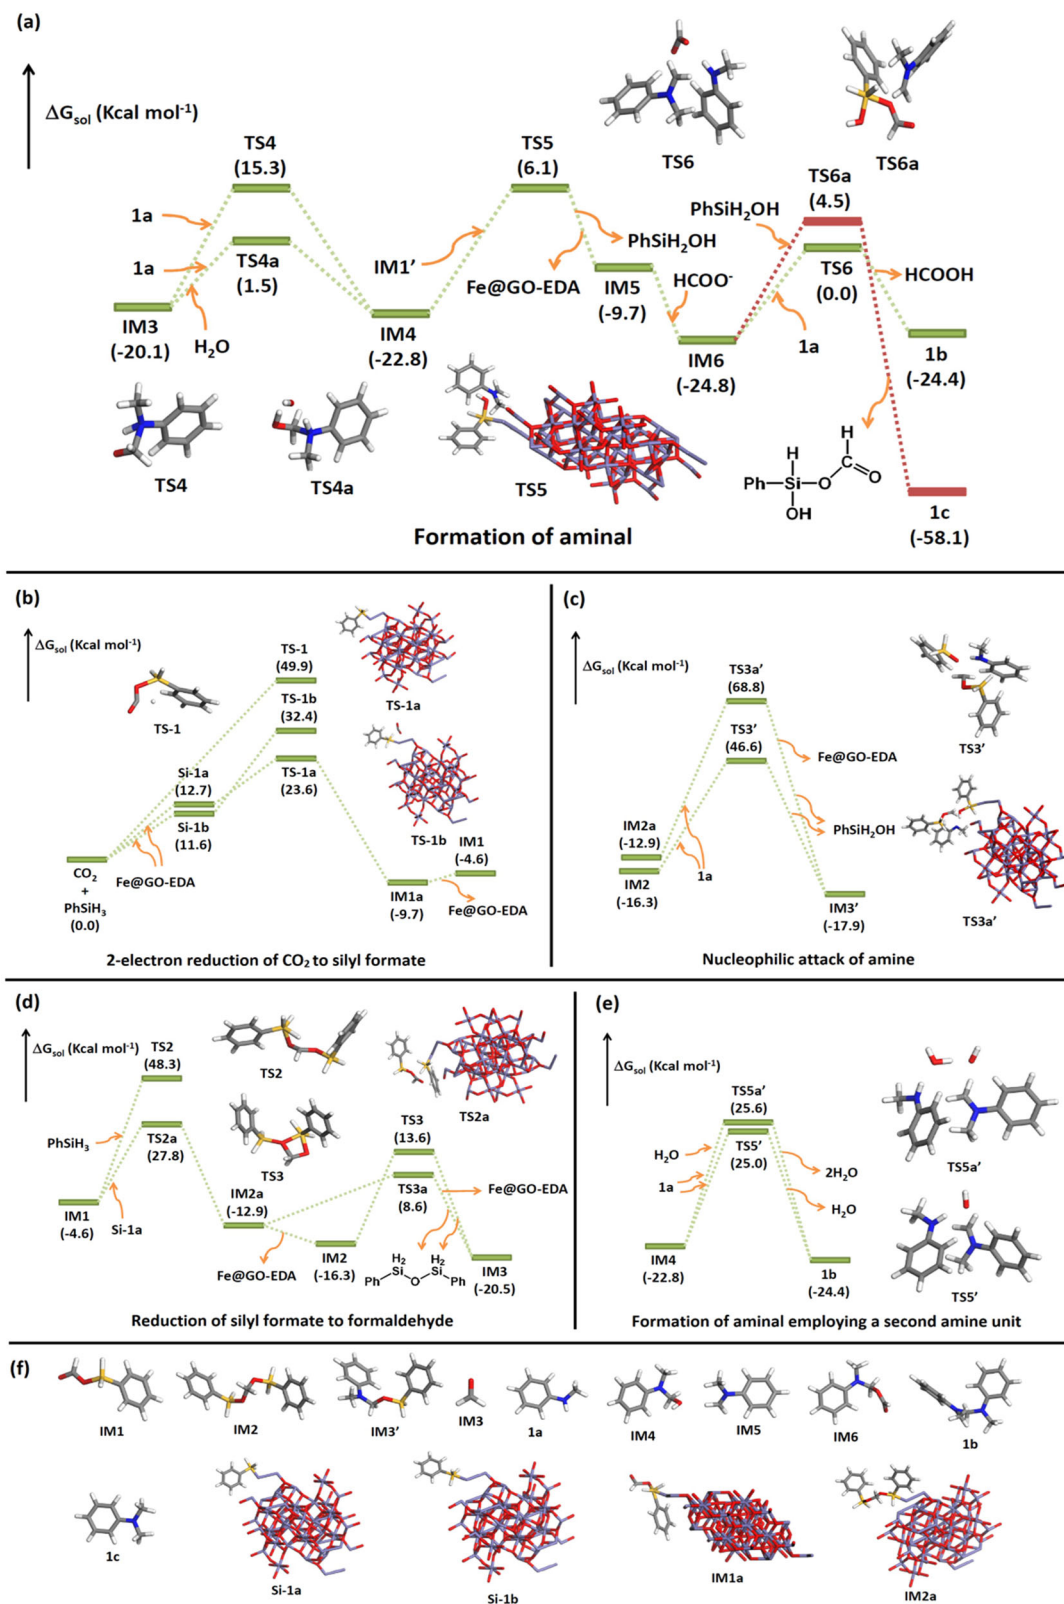 (a)
ΔGsol (Kcal mol-1)
TS4
(15.3)
1a
1a
TS4a
(1.5)
IM3
(-20.1)
H2O
IM4
(-22.8)
IM1’
TS5
(6.1)
PhSiH2OH
Fe@GO-EDA
IM5
(-9.7)
HCOO-
IM6
(-24.8)
TS6
TS6a
PhSiH2OH
TS6a
(4.5)
TS6
(0.0)
1a
HCOOH
1b
(-24.4)
TS4
TS4a
TS5
H
Ph
Si
O
C
H
O
OH
1c
(-58.1)
Formation of aminal
(b)
ΔGsol (Kcal mol-1)
TS-1
TS-1
(49.9)
TS-1b
(32.4)
TS-1a
(23.6)
TS-1a
TS-1b
Si-1a
(12.7)
Si-1b
(11.6)
CO2
+
PhSiH3
(0.0)
Fe@GO-EDA
IM1a
(-9.7)
IM1
(-4.6)
Fe@GO-EDA
2-electron reduction of CO2 to silyl formate
(c)
ΔGsol (Kcal mol-1)
TS3a’
(68.8)
TS3’
(46.6)
TS3’
Fe@GO-EDA
PhSiH2OH
IM2a
(-12.9)
IM2
(-16.3)
1a
IM3’
(-17.9)
TS3a’
Nucleophilic attack of amine
(d)
ΔGsol (Kcal mol-1)
TS2
(48.3)
TS2
TS2a
PhSiH3
TS2a
(27.8)
TS3
TS3
(13.6)
TS3a
(8.6)
Fe@GO-EDA
IM1
(-4.6)
Si-1a
IM2a
(-12.9)
Fe@GO-EDA
IM2
(-16.3)
H2
Si
H2
Si
Ph
O
Ph
IM3
(-20.5)
Reduction of silyl formate to formaldehyde
(e)
ΔGsol (Kcal mol-1)
TS5a’
(25.6)
TS5’
(25.0)
H2O
1a
2H2O
H2O
IM4
(-22.8)
1b
(-24.4)
TS5a’
TS5’
Formation of aminal employing a second amine unit
(f)
IM1
IM2
IM3’
IM3
1a
IM4
IM5
IM6
1b
1c
Si-1a
Si-1b
IM1a
IM2a